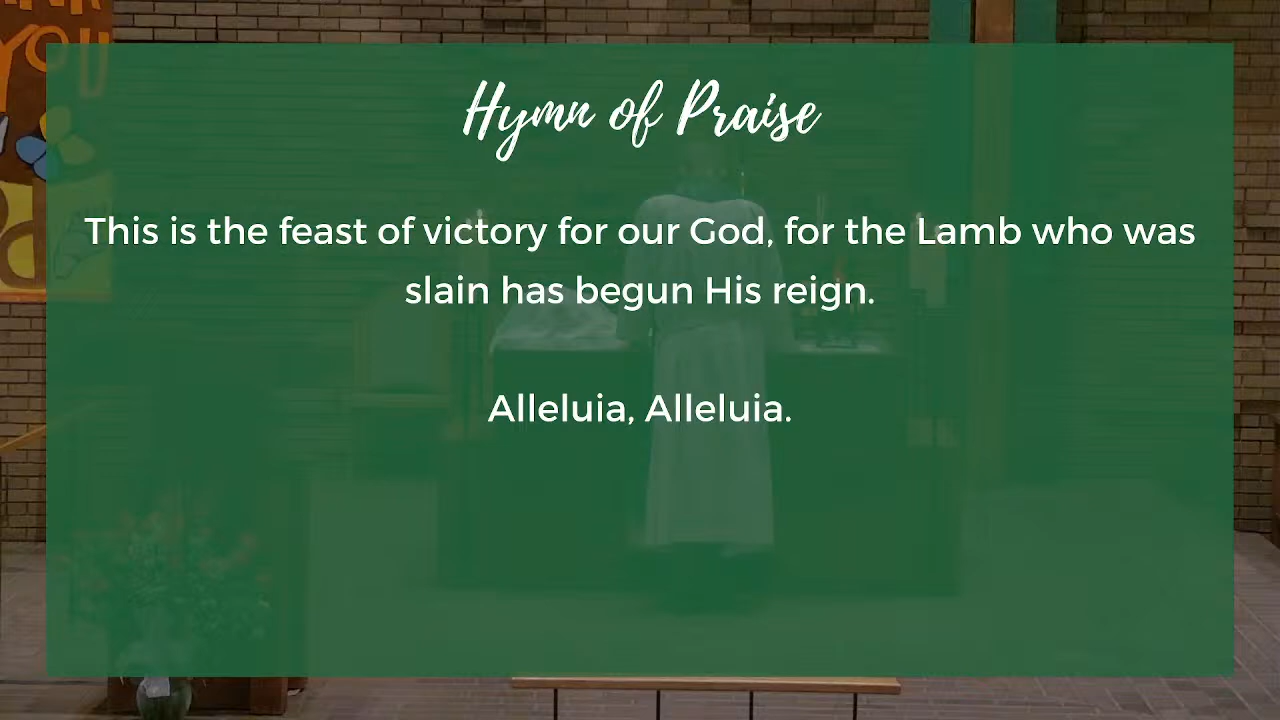 YOU
Hymn of Praise
This is the feast of victory for our God, for the Lamb who was
slain has begun His reign.
Alleluia, Alleluia.